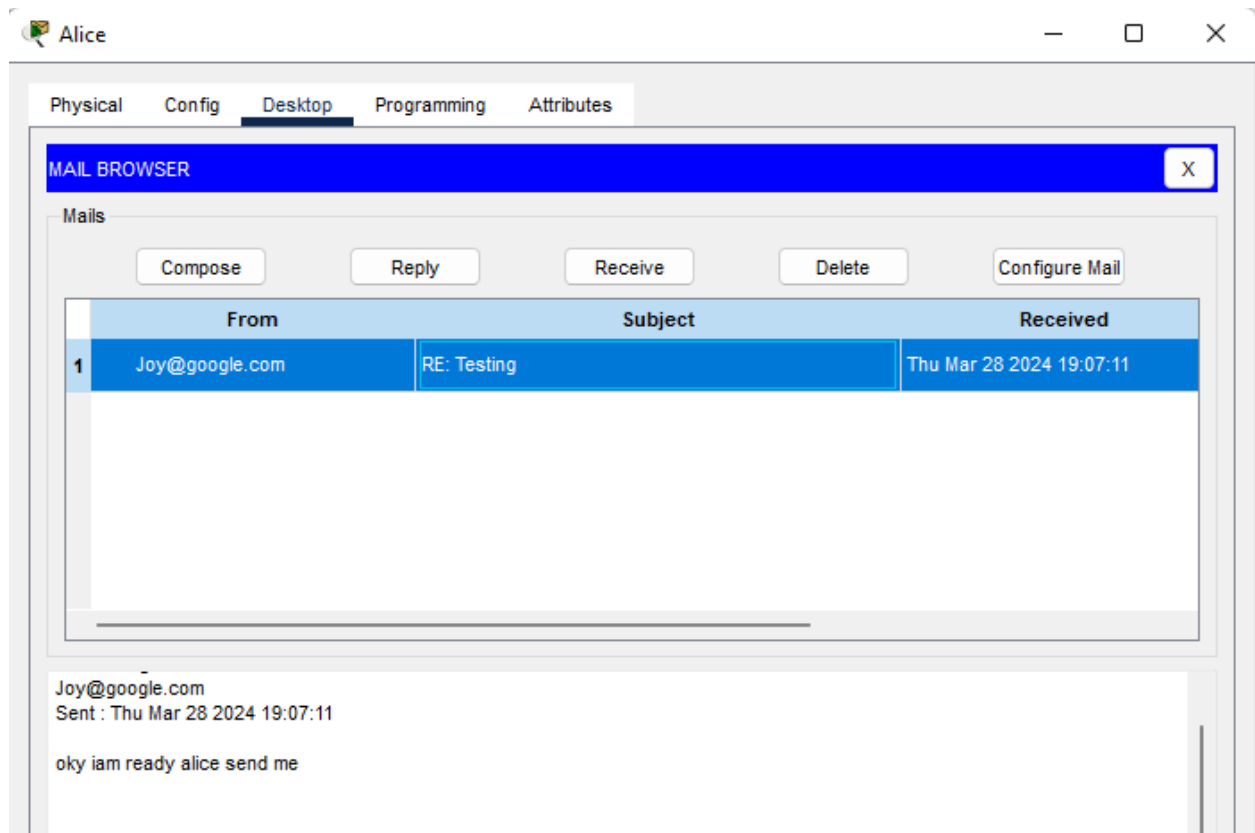 Alice
Physical Config Desktop Programming Attributes
MAIL BROWSER X
Mails
Compose Reply Receive Delete Configure Mail
From Subject Received
1 Joy@google.com RE: Testing Thu Mar 28 2024 19:07:11
Joy@google.com
Sent : Thu Mar 28 2024 19:07:11
oky iam ready alice send me